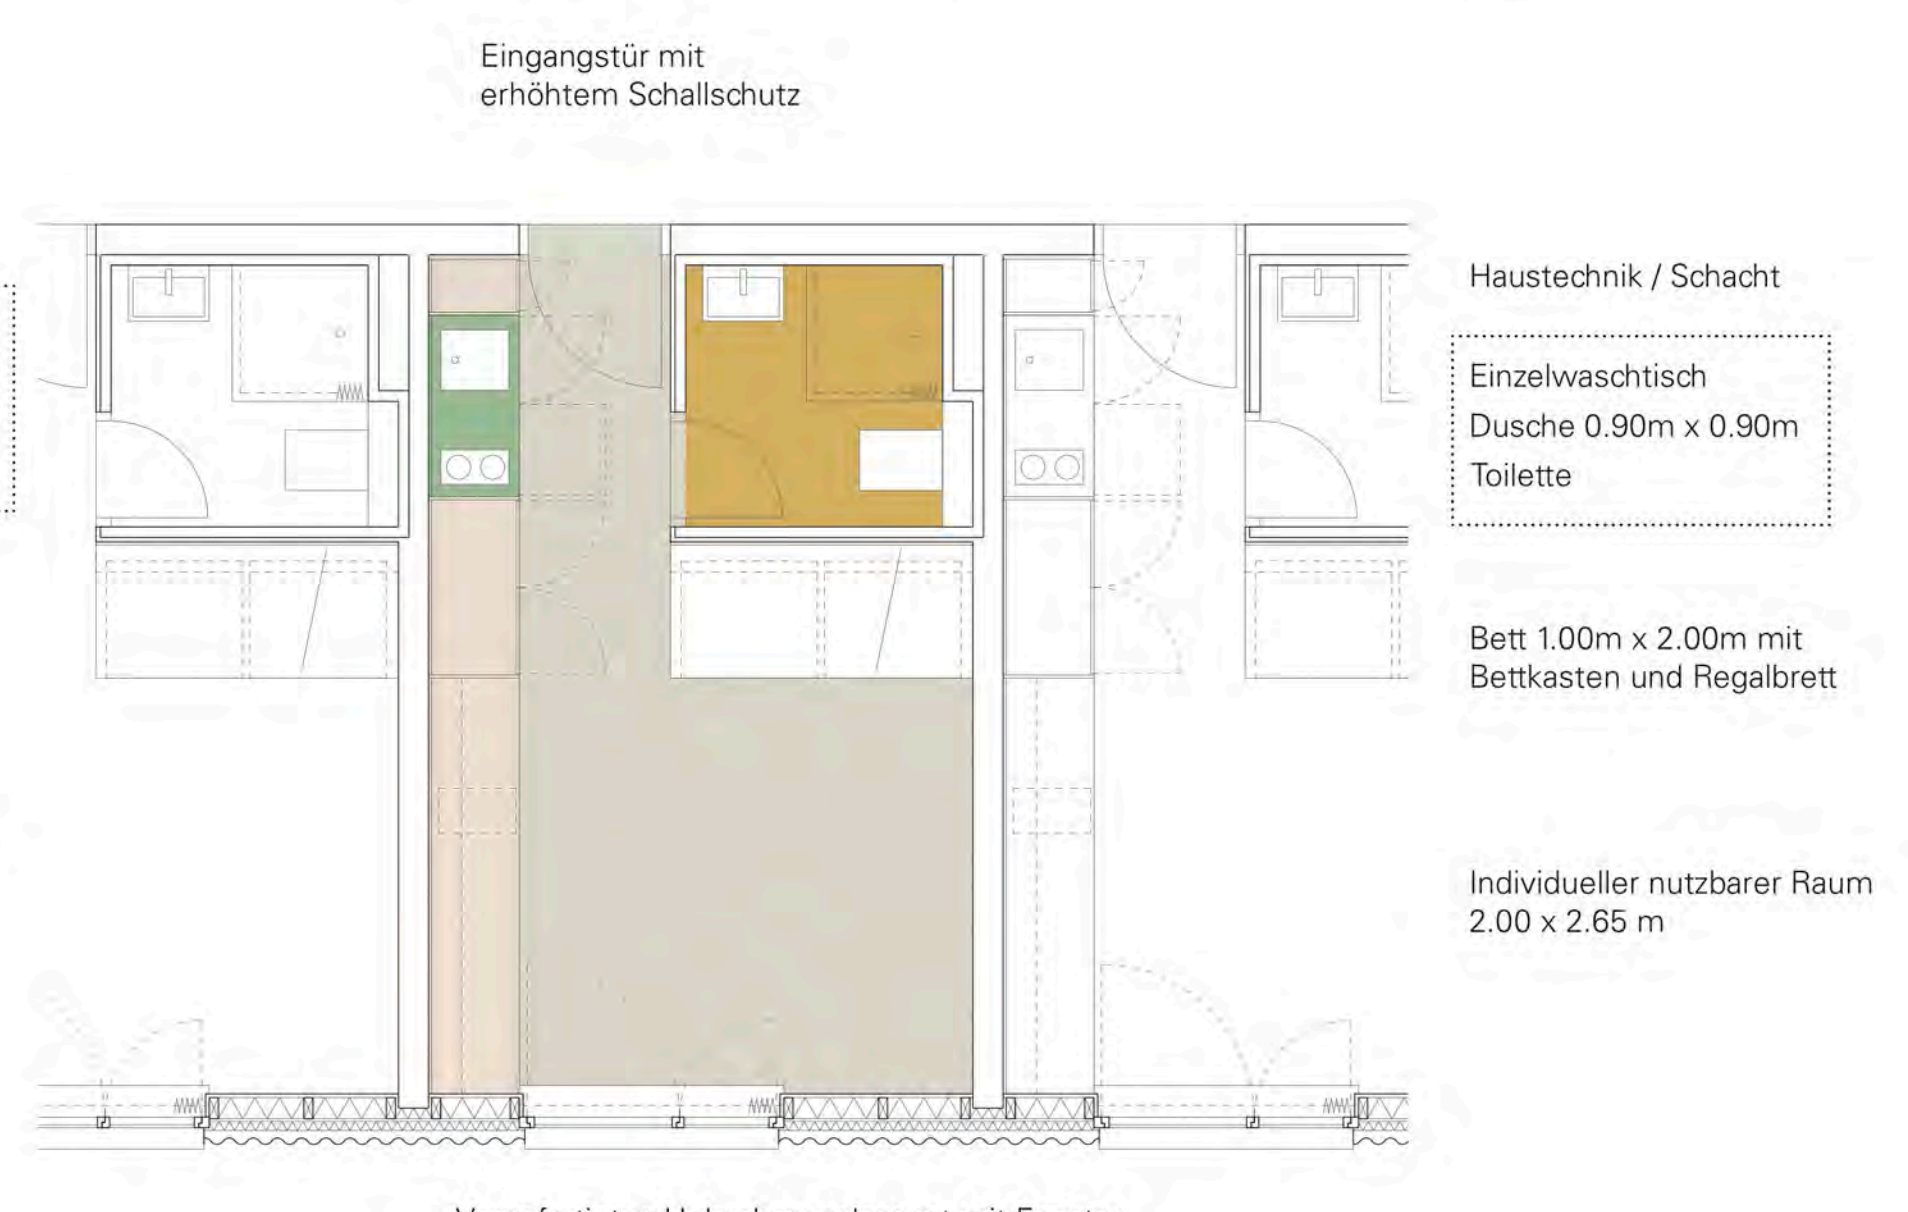 Eingangstür mit
erhöhtem Schallschutz
Haustechnik / Schacht
Einzelwaschtisch
Dusche 0.90m x 0.90m
Toilette
Bett 1.00m x 2.00m mit
Bettkasten und Regalbrett
Individueller nutzbarer Raum
2.00 x 2.65 m